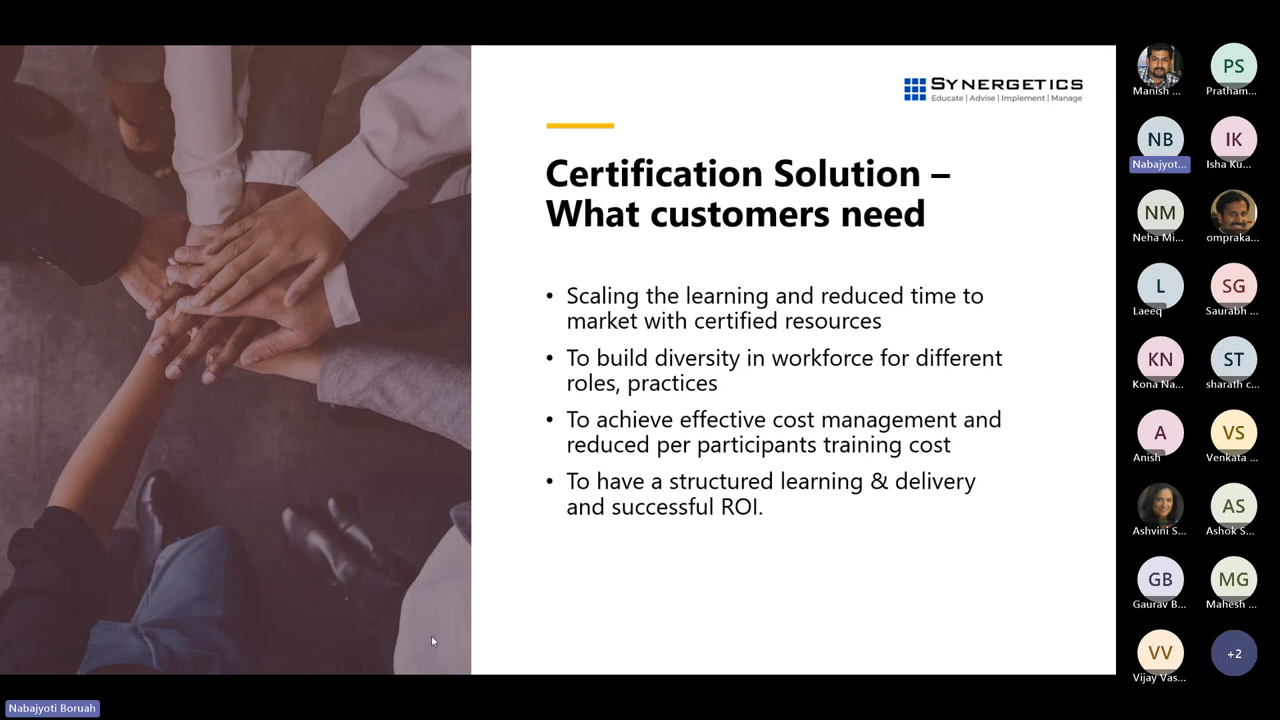 SYNERGETICS
Educate | Advise | Implement | Manage
Certification Solution –
What customers need
• Scaling the learning and reduced time to
market with certified resources
• To build diversity in workforce for different
roles, practices
• To achieve effective cost management and
reduced per participants training cost
• To have a structured learning & delivery
and successful ROI.
Manish ...
PS
Pratham...
NB
Nabajyot...
IK
Isha Ku...
NM
Neha Mi...
ompraka...
L
Laeeq
SG
Saurabh ...
KN
Kona Na...
ST
sharath c...
A
Anish
VS
Venkata ...
Ashvini S...
AS
Ashok S...
GB
Gaurav B...
MG
Mahesh ...
VV
Vijay Vas...
+2
Nabajyoti Boruah